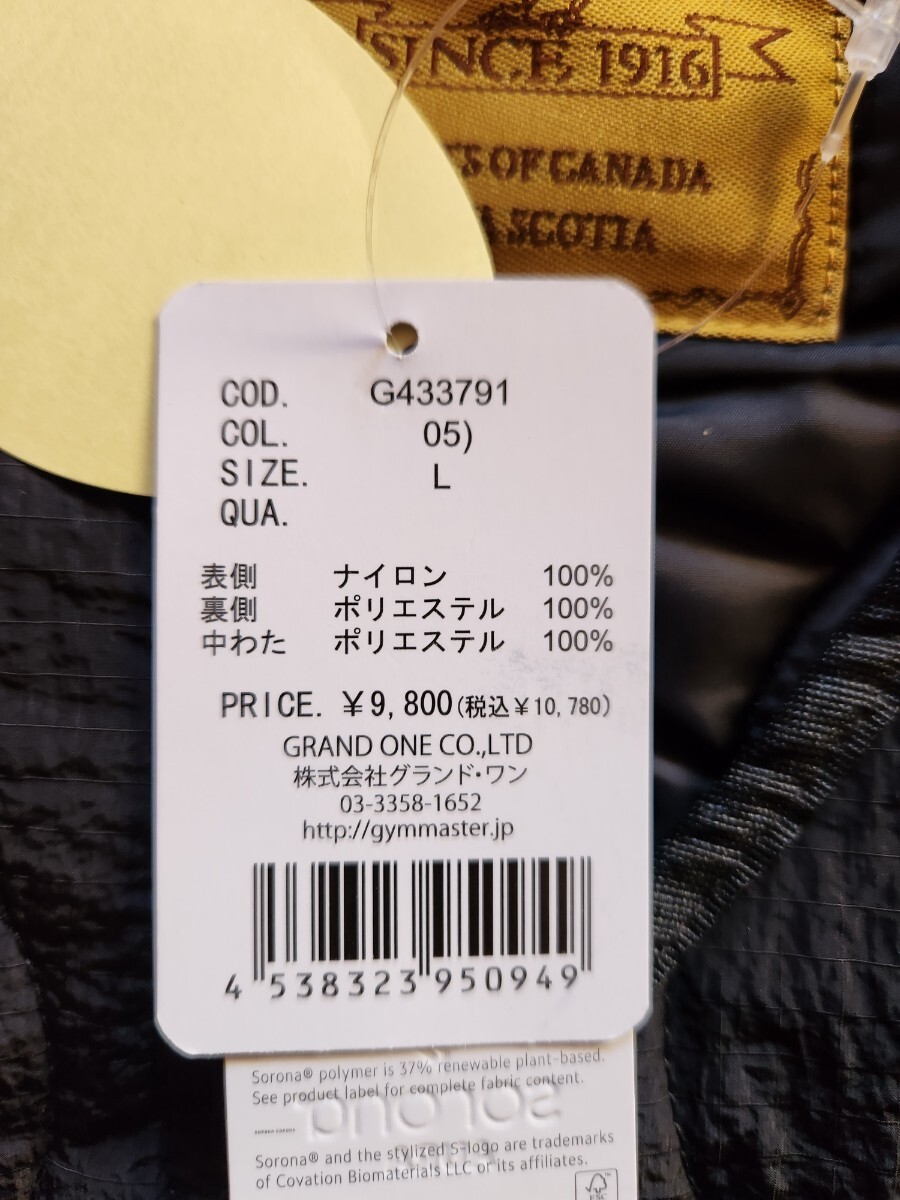 SINCE 1916
OF CANADA
SCOTIA
COD. G433791
COL. 05)
SIZE. L
QUA.
表側 ナイロン 100%
裏側 ポリエステル 100%
中わた ポリエステル 100%
PRICE. ¥9,800(税込¥10,780)
GRAND ONE CO.,LTD
株式会社グランド・ワン
03-3358-1652
http://gymmaster.jp
4 538323 950949
Sorona® polymer is 37% renewable plant-based.
See product label for complete fabric content.
Sorona® and the stylized S-logo are trademarks
of Covation Biomaterials LLC or its affiliates.
FSC